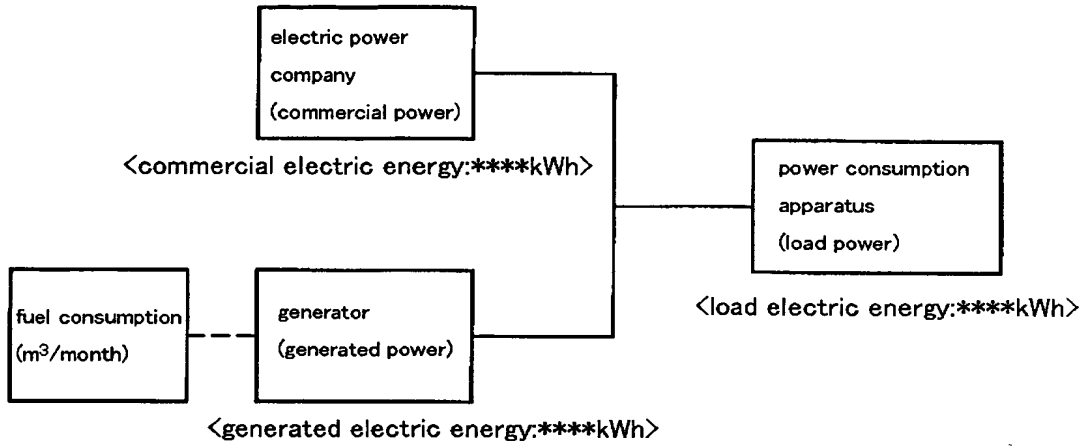 electric power
company
(commercial power)
<commercial electric energy:****kWh>
power consumption
apparatus
(load power)
<load electric energy:****kWh>
fuel consumption
(m³/month)
generator
(generated power)
<generated electric energy:****kWh>